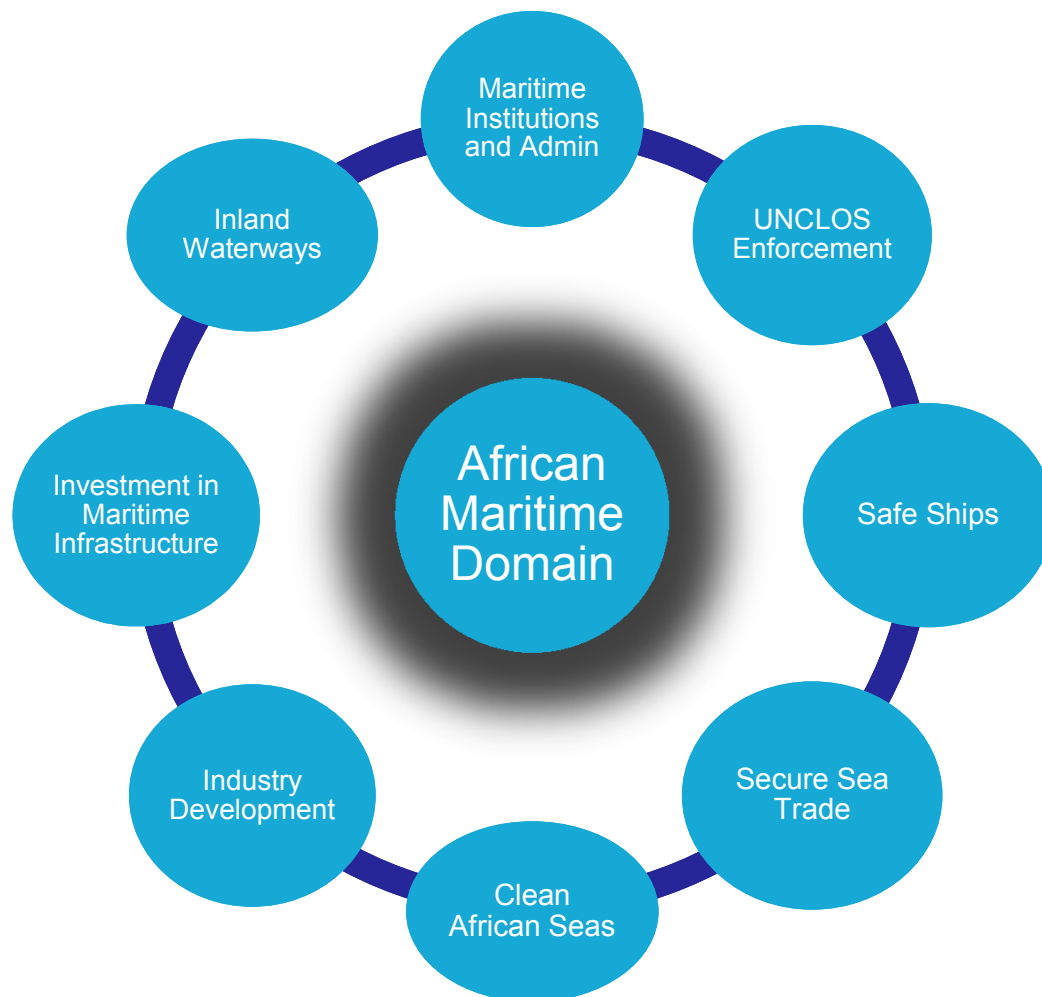 Maritime
Institutions
and Admin
UNCLOS
Enforcement
Safe Ships
Secure Sea
Trade
Clean
African Seas
Industry
Development
Investment in
Maritime
Infrastructure
Inland
Waterways
African
Maritime
Domain